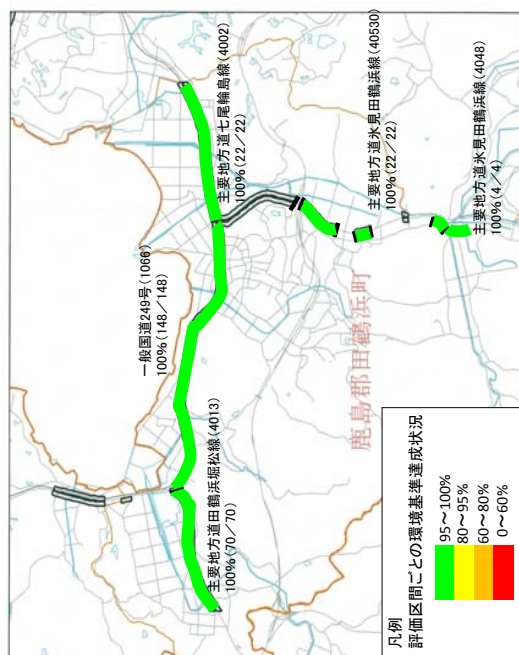 主要地方道七尾輪島線(4002)
100%(22/22)
一般国道249号(1066)
100%(148/148)
主要地方道氷見田鶴浜線(40530)
100%(22/22)
主要地方道氷見田鶴浜線(4048)
100%(4/4)
主要地方道田鶴浜堀松線(4013)
100%(70/70)
鹿島郡田鶴浜町
凡例
評価区間ごとの環境基準達成状況
95~100%
80~95%
60~80%
0~60%